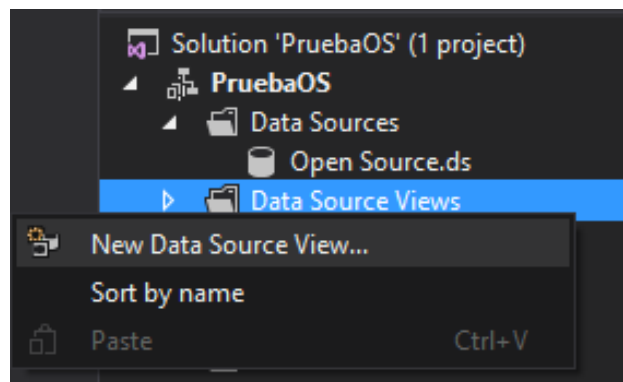 Solution 'PruebaOS' (1 project)
PruebaOS
Data Sources
Open Source.ds
Data Source Views
New Data Source View...
Sort by name
Paste Ctrl+V